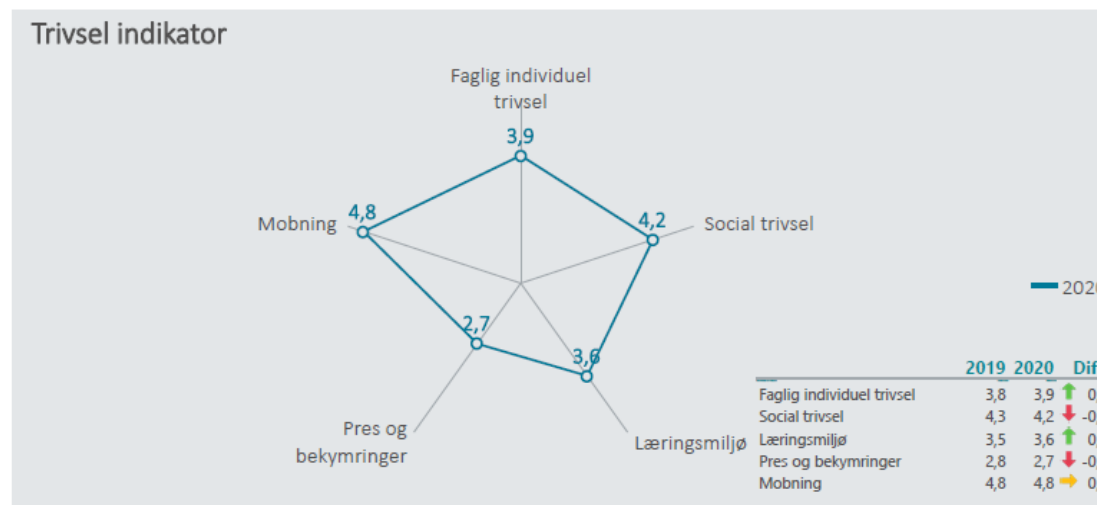 Trivsel indikator
Faglig individuel
trivsel
3,9
4,8
Mobning
4,2
Social trivsel
2,7
3,6
Pres og
bekymringer
Læringsmiljø
2019 2020
Faglig individuel trivsel 3,8 3,9
Social trivsel 4,3 4,2
Læringsmiljø 3,5 3,6
Pres og bekymringer 2,8 2,7
Mobning 4,8 4,8